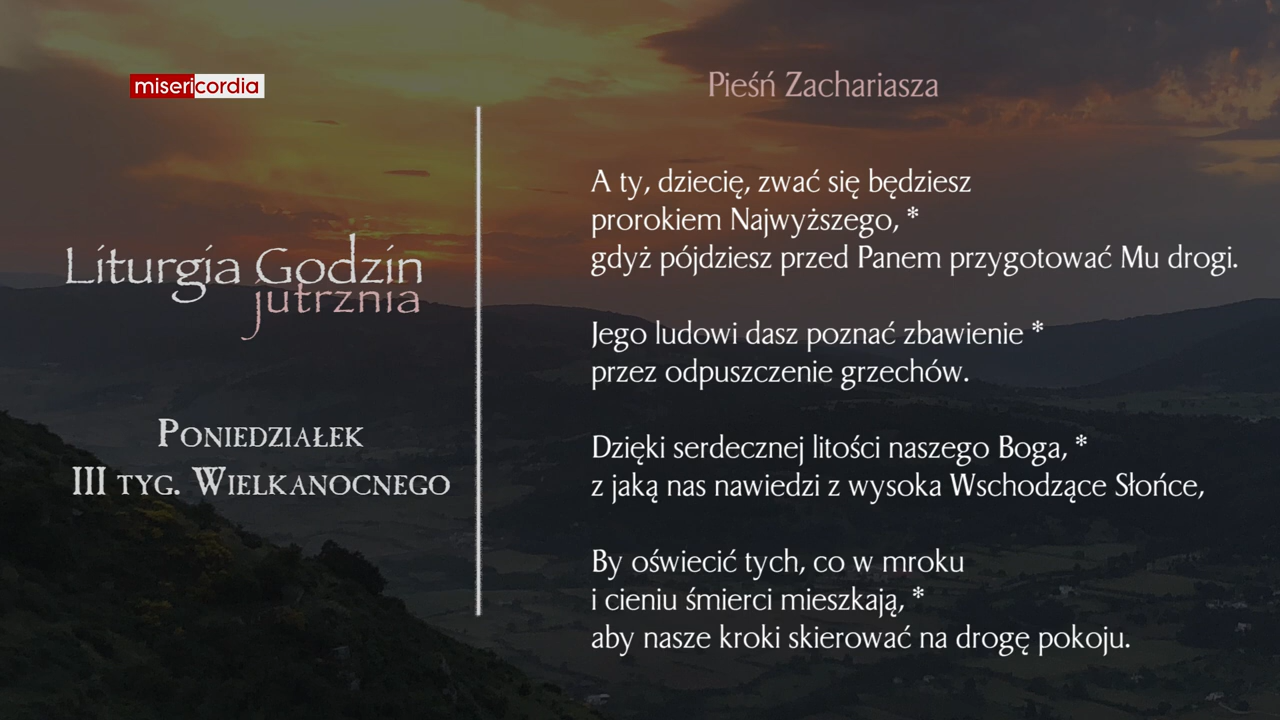 misericordia
Liturgia Godzin
jutrznia
Poniedziałek
III tyg. Wielkanocnego
Pieśń Zachariasza
A ty, dziecię, zwać się będziesz
prorokiem Najwyższego, *
gdyż pójdziesz przed Panem przygotować Mu drogi.
Jego ludowi dasz poznać zbawienie *
przez odpuszczenie grzechów.
Dzięki serdecznej litości naszego Boga, *
z jaką nas nawiedzi z wysoka Wschodzące Słońce,
By oświecić tych, co w mroku
i cieniu śmierci mieszkają, *
aby nasze kroki skierować na drogę pokoju.